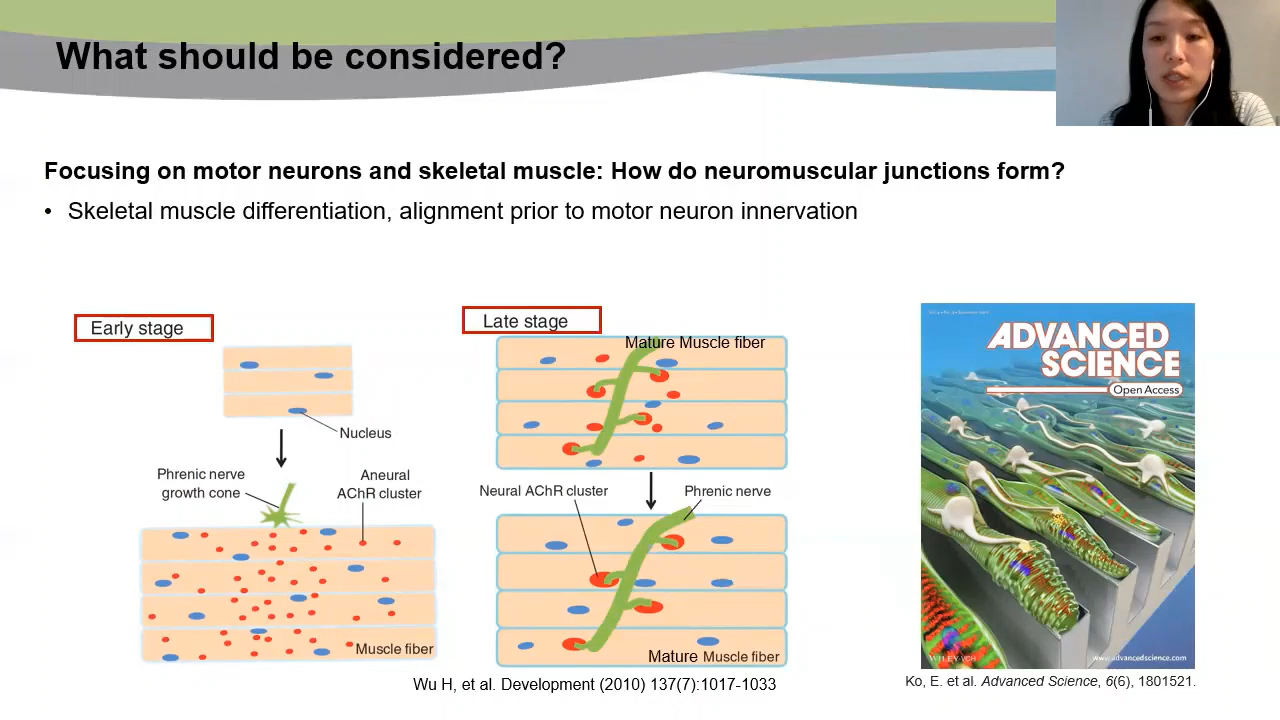 What should be considered?
Focusing on motor neurons and skeletal muscle: How do neuromuscular junctions form?
• Skeletal muscle differentiation, alignment prior to motor neuron innervation
Early stage
Nucleus
Phrenic nerve
growth cone
Aneural
AChR cluster
Muscle fiber
Late stage
Mature Muscle fiber
Neural AChR cluster
Phrenic nerve
Mature Muscle fiber
Wu H, et al. Development (2010) 137(7):1017-1033
ADVANCED
SCIENCE
Open Access
WILEY-VCH
www.advancedscience.com
Ko, E. et al. Advanced Science, 6(6), 1801521.